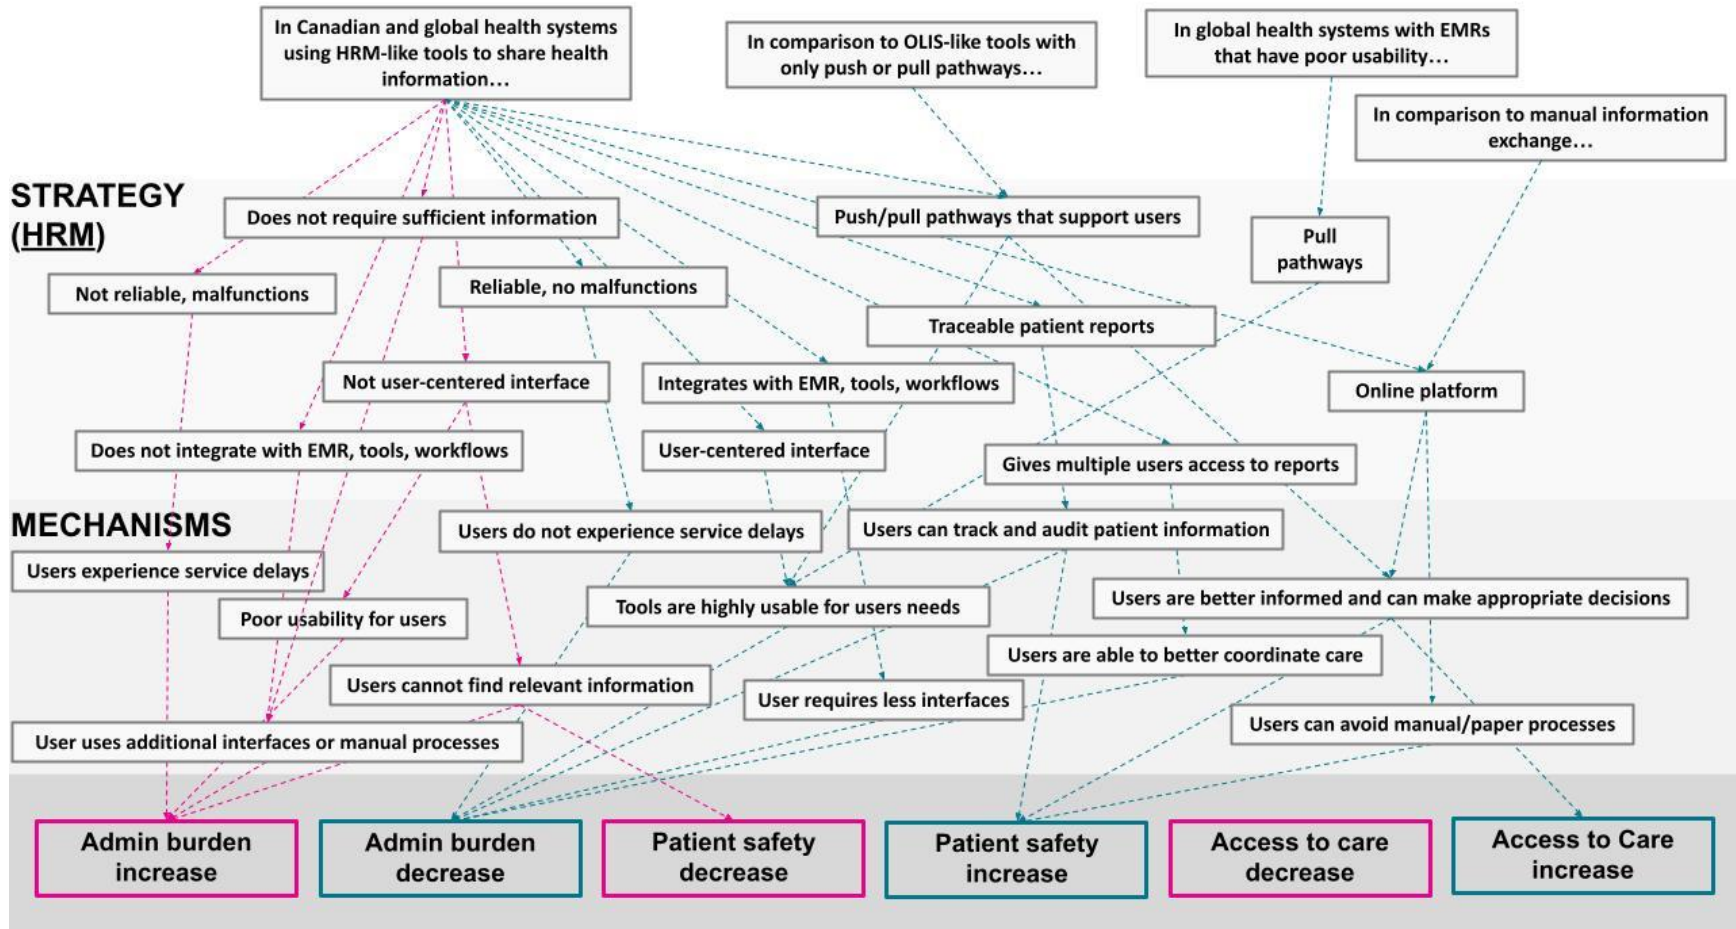 In Canadian and global health systems
using HRM-like tools to share health
information...
In comparison to OLIS-like tools with
only push or pull pathways...
In global health systems with EMRs
that have poor usability...
In comparison to manual information
exchange...
STRATEGY
(HRM)
Does not require sufficient information
Push/pull pathways that support users
Pull
pathways
Not reliable, malfunctions
Reliable, no malfunctions
Traceable patient reports
Not user-centered interface
Integrates with EMR, tools, workflows
Online platform
Does not integrate with EMR, tools, workflows
User-centered interface
Gives multiple users access to reports
MECHANISMS
Users do not experience service delays
Users can track and audit patient information
Users experience service delays
Poor usability for users
Tools are highly usable for users needs
Users are better informed and can make appropriate decisions
Users are able to better coordinate care
Users cannot find relevant information
User requires less interfaces
Users can avoid manual/paper processes
User uses additional interfaces or manual processes
Admin burden
increase
Admin burden
decrease
Patient safety
decrease
Patient safety
increase
Access to care
decrease
Access to Care
increase